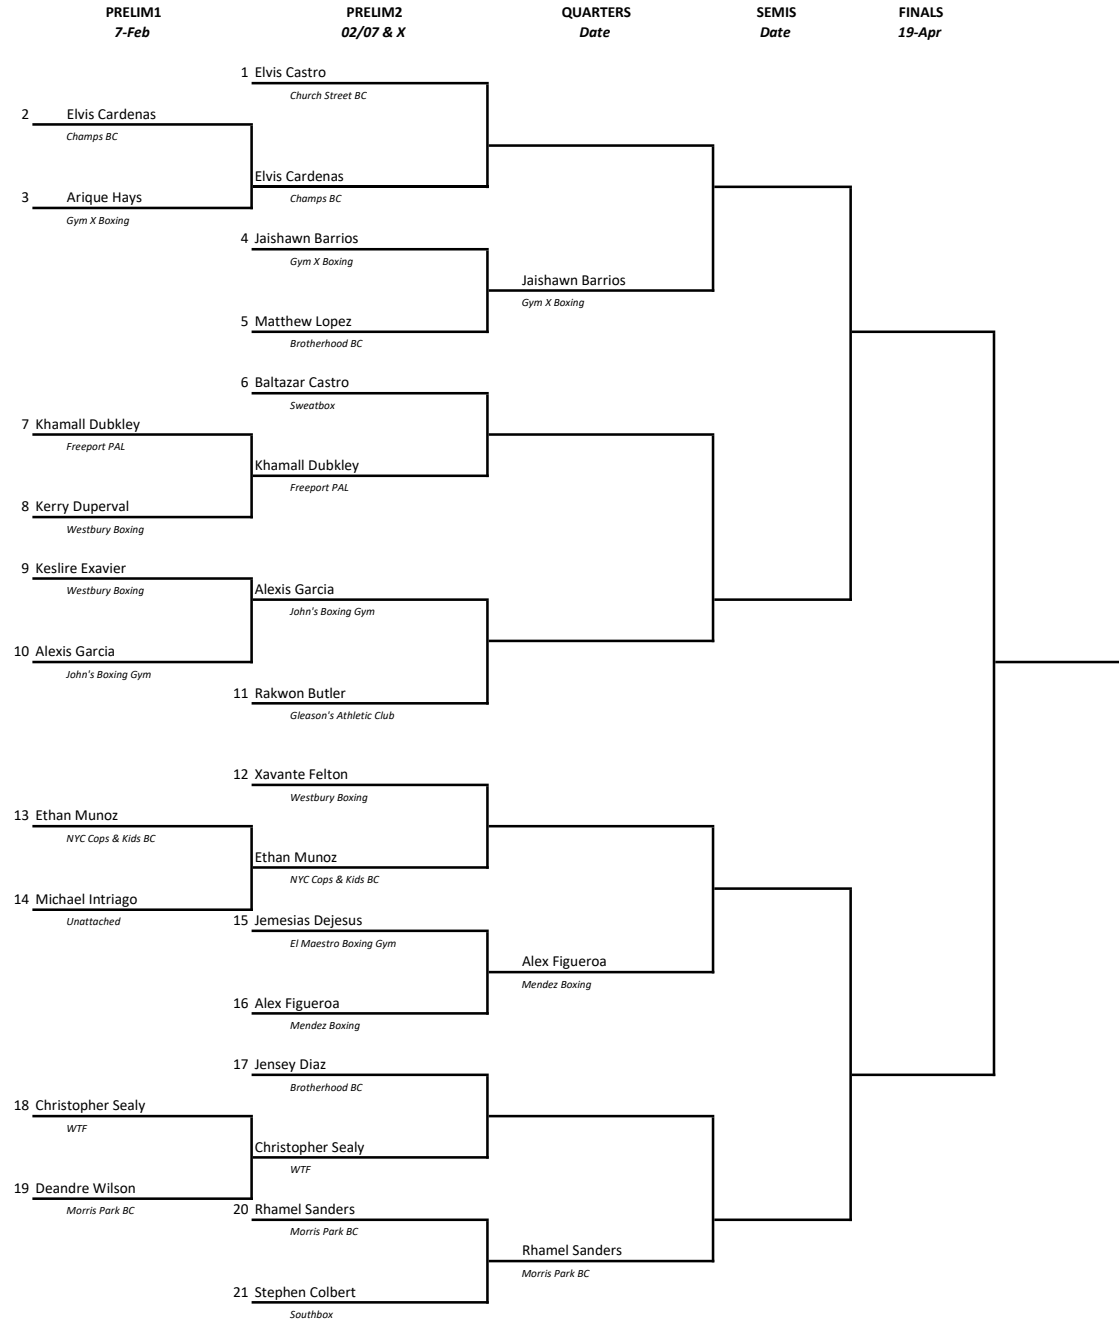 PRELIM1 PRELIM2 QUARTERS SEMIS FINALS
7-Feb 02/07 & X Date Date 19-Apr
1 Elvis Castro
Church Street BC
2 Elvis Cardenas
Champs BC
Elvis Cardenas
Champs BC
3 Arique Hays
Gym X Boxing
4 Jaishawn Barrios
Gym X Boxing
Jaishawn Barrios
Gym X Boxing
5 Matthew Lopez
Brotherhood BC
6 Baltazar Castro
Sweatbox
7 Khamall Dubkley
Freeport PAL
Khamall Dubkley
Freeport PAL
8 Kerry Duperval
Westbury Boxing
9 Keslire Exavier
Westbury Boxing
Alexis Garcia
John's Boxing Gym
10 Alexis Garcia
John's Boxing Gym
11 Rakwon Butler
Gleason's Athletic Club
12 Xavante Felton
Westbury Boxing
13 Ethan Munoz
NYC Cops & Kids BC
Ethan Munoz
NYC Cops & Kids BC
14 Michael Intriago
Unattached
15 Jemesias Dejesus
El Maestro Boxing Gym
Alex Figueroa
Mendez Boxing
16 Alex Figueroa
Mendez Boxing
17 Jensey Diaz
Brotherhood BC
18 Christopher Sealy
WTF
Christopher Sealy
WTF
19 Deandre Wilson
Morris Park BC
20 Rhamel Sanders
Morris Park BC
Rhamel Sanders
Morris Park BC
21 Stephen Colbert
Southbox